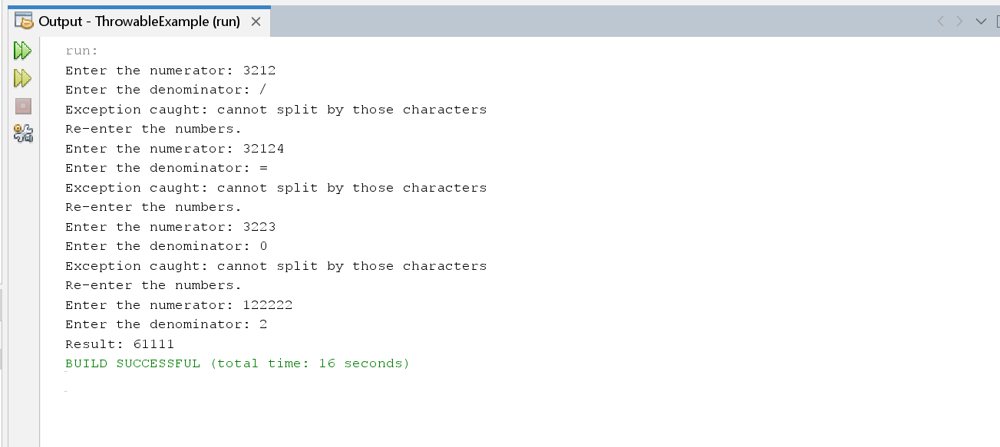 Output - ThrowableExample (run)
run:
Enter the numerator: 3212
Enter the denominator: /
Exception caught: cannot split by those characters
Re-enter the numbers.
Enter the numerator: 32124
Enter the denominator: =
Exception caught: cannot split by those characters
Re-enter the numbers.
Enter the numerator: 3223
Enter the denominator: 0
Exception caught: cannot split by those characters
Re-enter the numbers.
Enter the numerator: 122222
Enter the denominator: 2
Result: 61111
BUILD SUCCESSFUL (total time: 16 seconds)